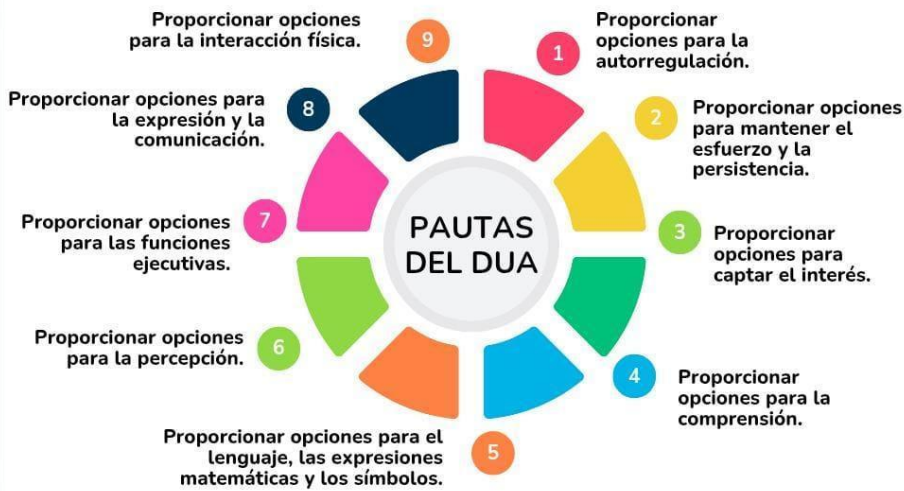 PAUTAS
DEL DUA
1
Proporcionar
opciones para la
autorregulación.
2
Proporcionar opciones
para mantener el
esfuerzo y la
persistencia.
3
Proporcionar
opciones para
captar el interés.
4
Proporcionar
opciones para la
comprensión.
5
Proporcionar opciones para el
lenguaje, las expresiones
matemáticas y los símbolos.
6
Proporcionar opciones
para la percepción.
7
Proporcionar opciones
para las funciones
ejecutivas.
8
Proporcionar opciones para
la expresión y la
comunicación.
9
Proporcionar opciones
para la interacción física.